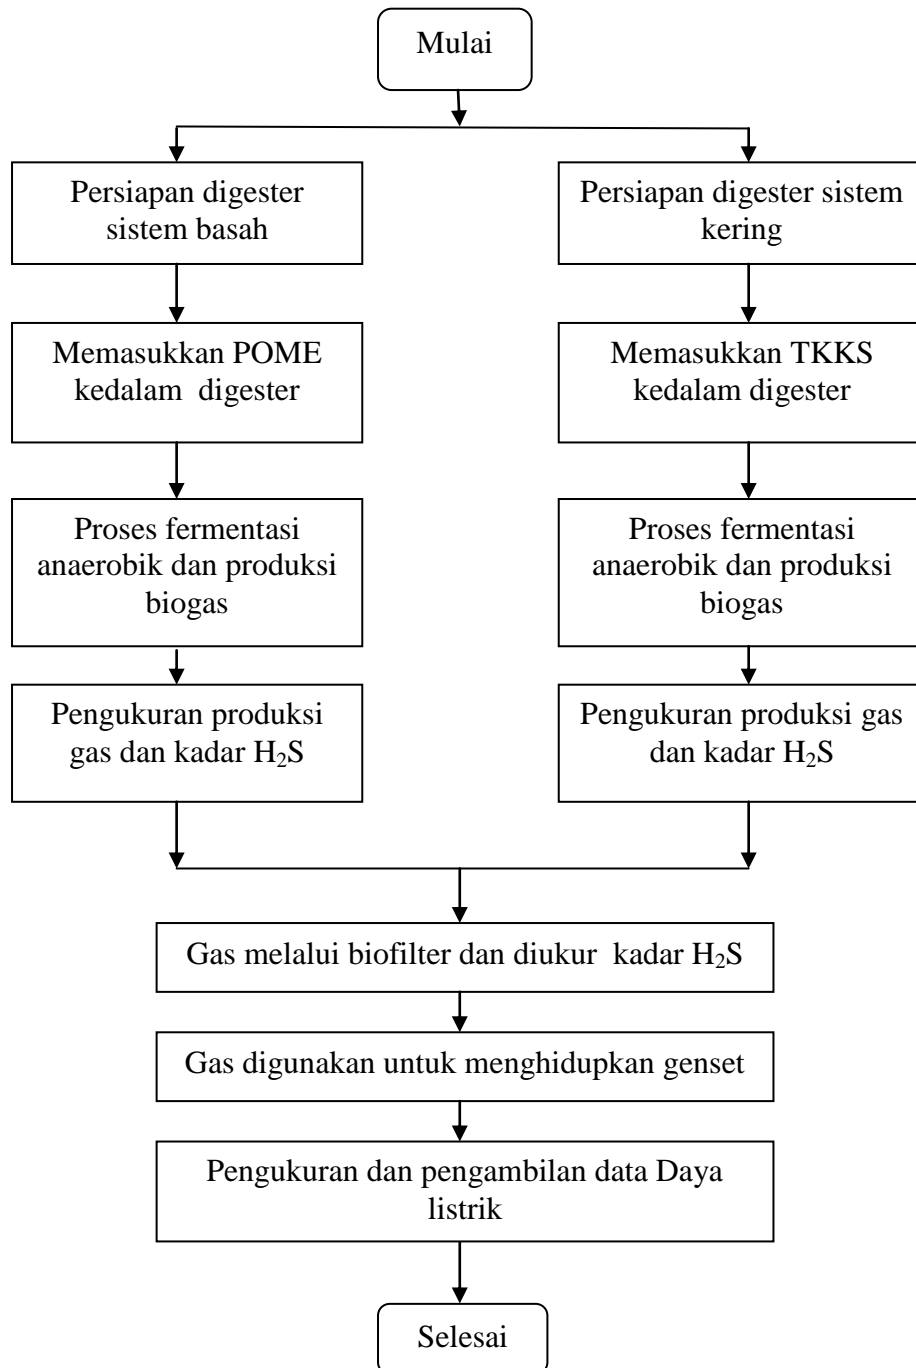 Mulai
Persiapan digester
sistem basah
Persiapan digester sistem
kering
Memasukkan POME
kedalam  digester
Memasukkan TKKS
kedalam digester
Proses fermentasi
anaerobik dan produksi
biogas
Proses fermentasi
anaerobik dan produksi
biogas
Pengukuran produksi
gas dan kadar H₂S
Pengukuran produksi gas
dan kadar H₂S
Gas melalui biofilter dan diukur  kadar H₂S
Gas digunakan untuk menghidupkan genset
Pengukuran dan pengambilan data Daya
listrik
Selesai